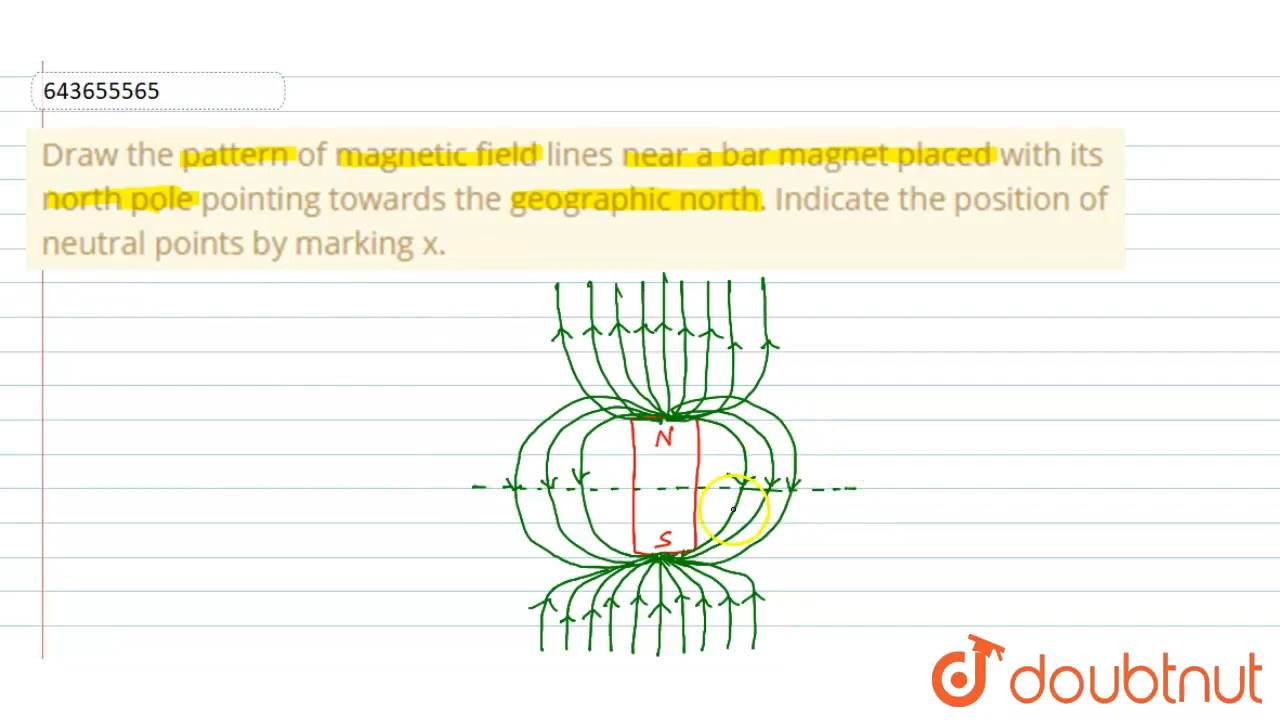 643655565
Draw the pattern of magnetic field lines near a bar magnet placed with its
north pole pointing towards the geographic north. Indicate the position of
neutral points by marking x.
N
S
doubtnut